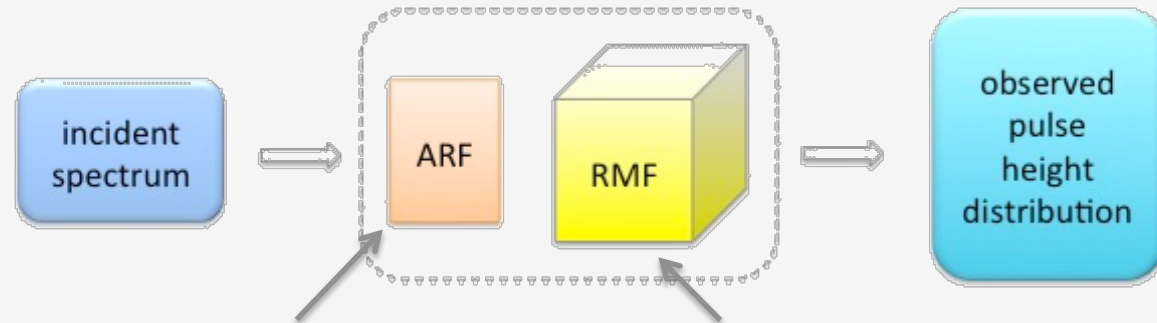 incident
spectrum
ARF
RMF
observed
pulse
height
distribution